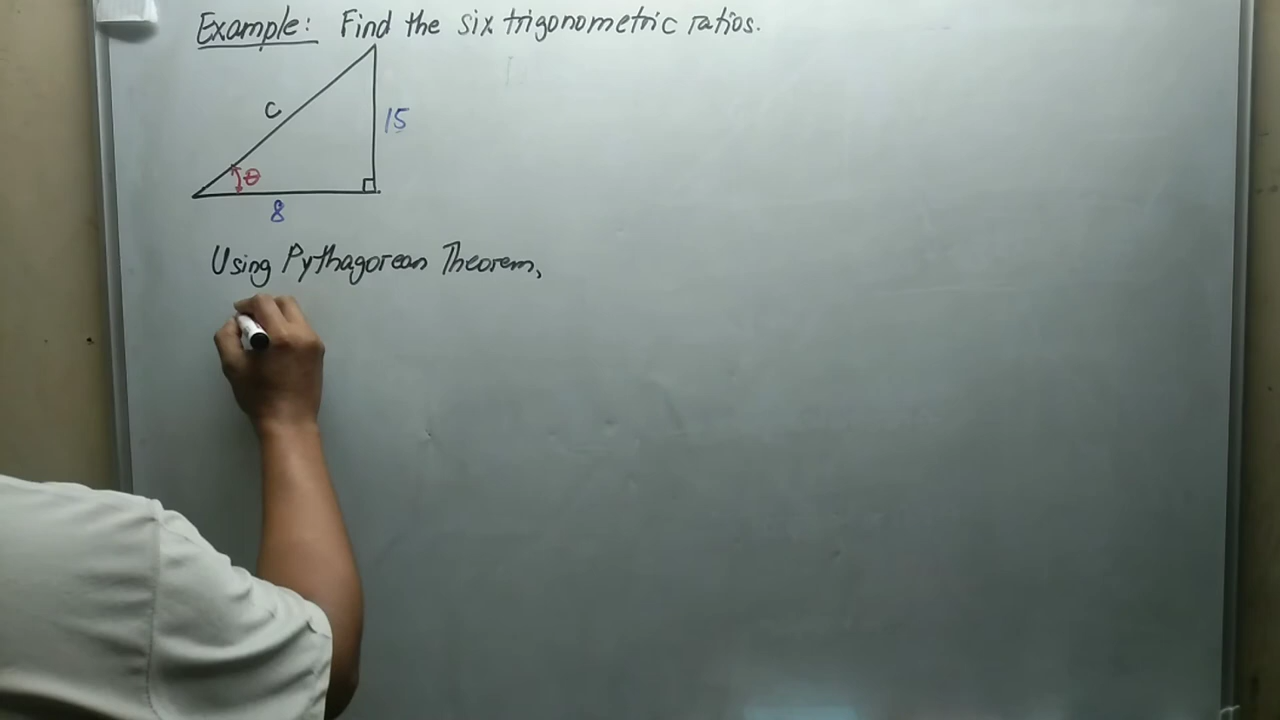 Example: Find the six trigonometric ratios.
c
15
θ
8
Using Pythagorean Theorem,